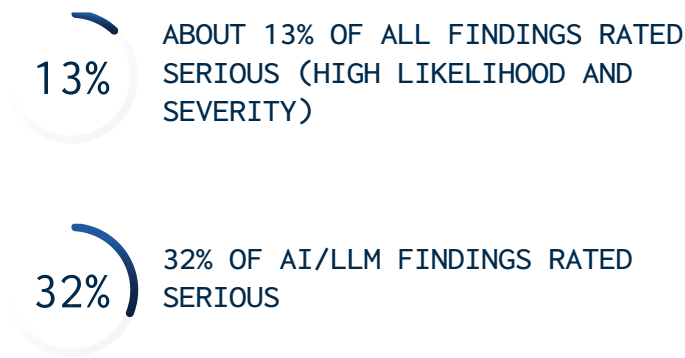 13%
ABOUT 13% OF ALL FINDINGS RATED
SERIOUS (HIGH LIKELIHOOD AND
SEVERITY)
32%
32% OF AI/LLM FINDINGS RATED
SERIOUS